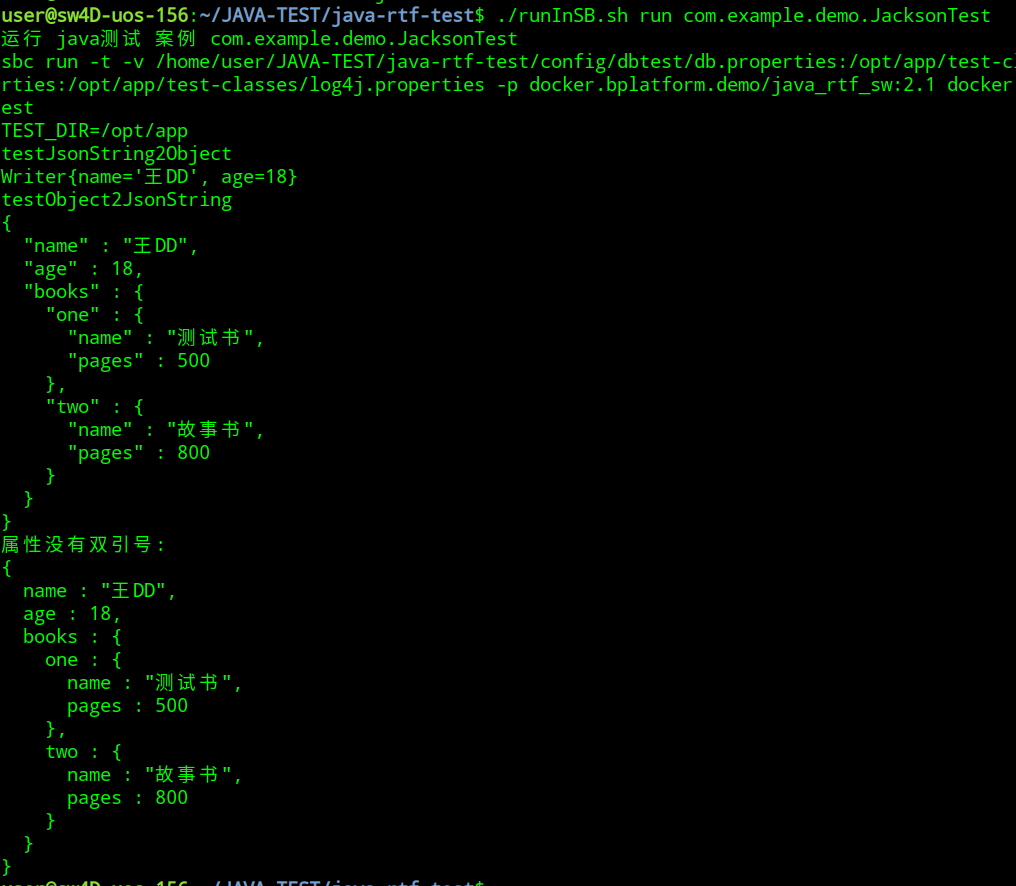 user@sw4D-uos-156:~/JAVA-TEST/java-rtf-test$ ./runInSB.sh run com.example.demo.JacksonTest
运行 java测试 案例 com.example.demo.JacksonTest
sbc run -t -v /home/user/JAVA-TEST/java-rtf-test/config/dbtest/db.properties:/opt/app/test-cl
rties:/opt/app/test-classes/log4j.properties -p docker.bplatform.demo/java_rtf_sw:2.1 docker
est
TEST_DIR=/opt/app
testJsonString2Object
Writer{name='王DD', age=18}
testObject2JsonString
{
  "name" : "王DD",
  "age" : 18,
  "books" : {
    "one" : {
      "name" : "测试书",
      "pages" : 500
    },
    "two" : {
      "name" : "故事书",
      "pages" : 800
    }
  }
}
属性没有双引号：
{
  name : "王DD",
  age : 18,
  books : {
    one : {
      name : "测试书",
      pages : 500
    },
    two : {
      name : "故事书",
      pages : 800
    }
  }
}
user@sw4D-uos-156:~/JAVA-TEST/java-rtf-test$